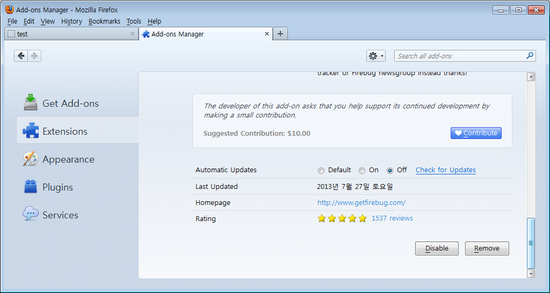 Add-ons Manager - Mozilla Firefox
File Edit View History Bookmarks Tools Help
test
Add-ons Manager
Search all add-ons
tracker or Firebug newsgroup instead thanks!
Get Add-ons
The developer of this add-on asks that you help support its continued development by
making a small contribution.
Extensions
Suggested Contribution: $10.00
Contribute
Appearance
Automatic Updates Default On Off Check for Updates
Plugins
Last Updated 2013년 7월 27일 토요일
Homepage http://www.getfirebug.com/
Services
Rating 1537 reviews
Disable Remove